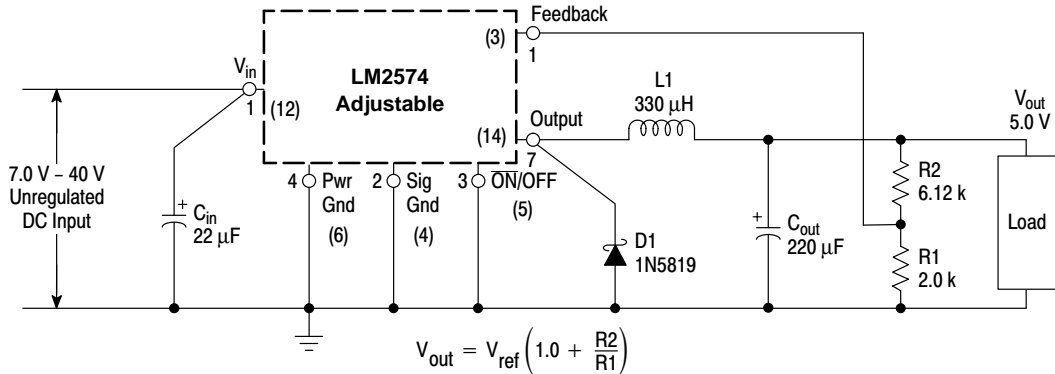 Feedback
(3)
1
V_in
LM2574
Adjustable
1
(12)
L1
330 μH
Output
(14)
7
V_out
5.0 V
7.0 V – 40 V
Unregulated
DC Input
4 Pwr
Gnd
(6)
2 Sig
Gnd
(4)
3 O̅N̅/OFF
(5)
R2
6.12 k
C_in
22 μF
+
D1
1N5819
+
C_out
220 μF
R1
2.0 k
Load
V_out = V_ref (1.0 + R2/R1)